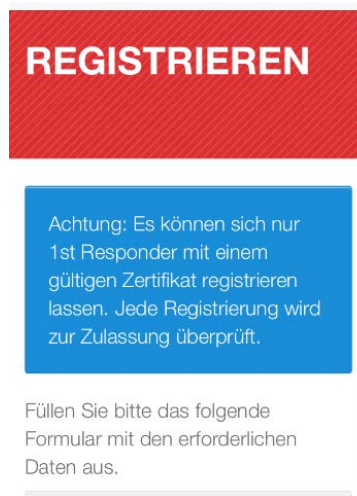 REGISTRIEREN
Achtung: Es können sich nur
1st Responder mit einem
gültigen Zertifikat registrieren
lassen. Jede Registrierung wird
zur Zulassung überprüft.
Füllen Sie bitte das folgende
Formular mit den erforderlichen
Daten aus.